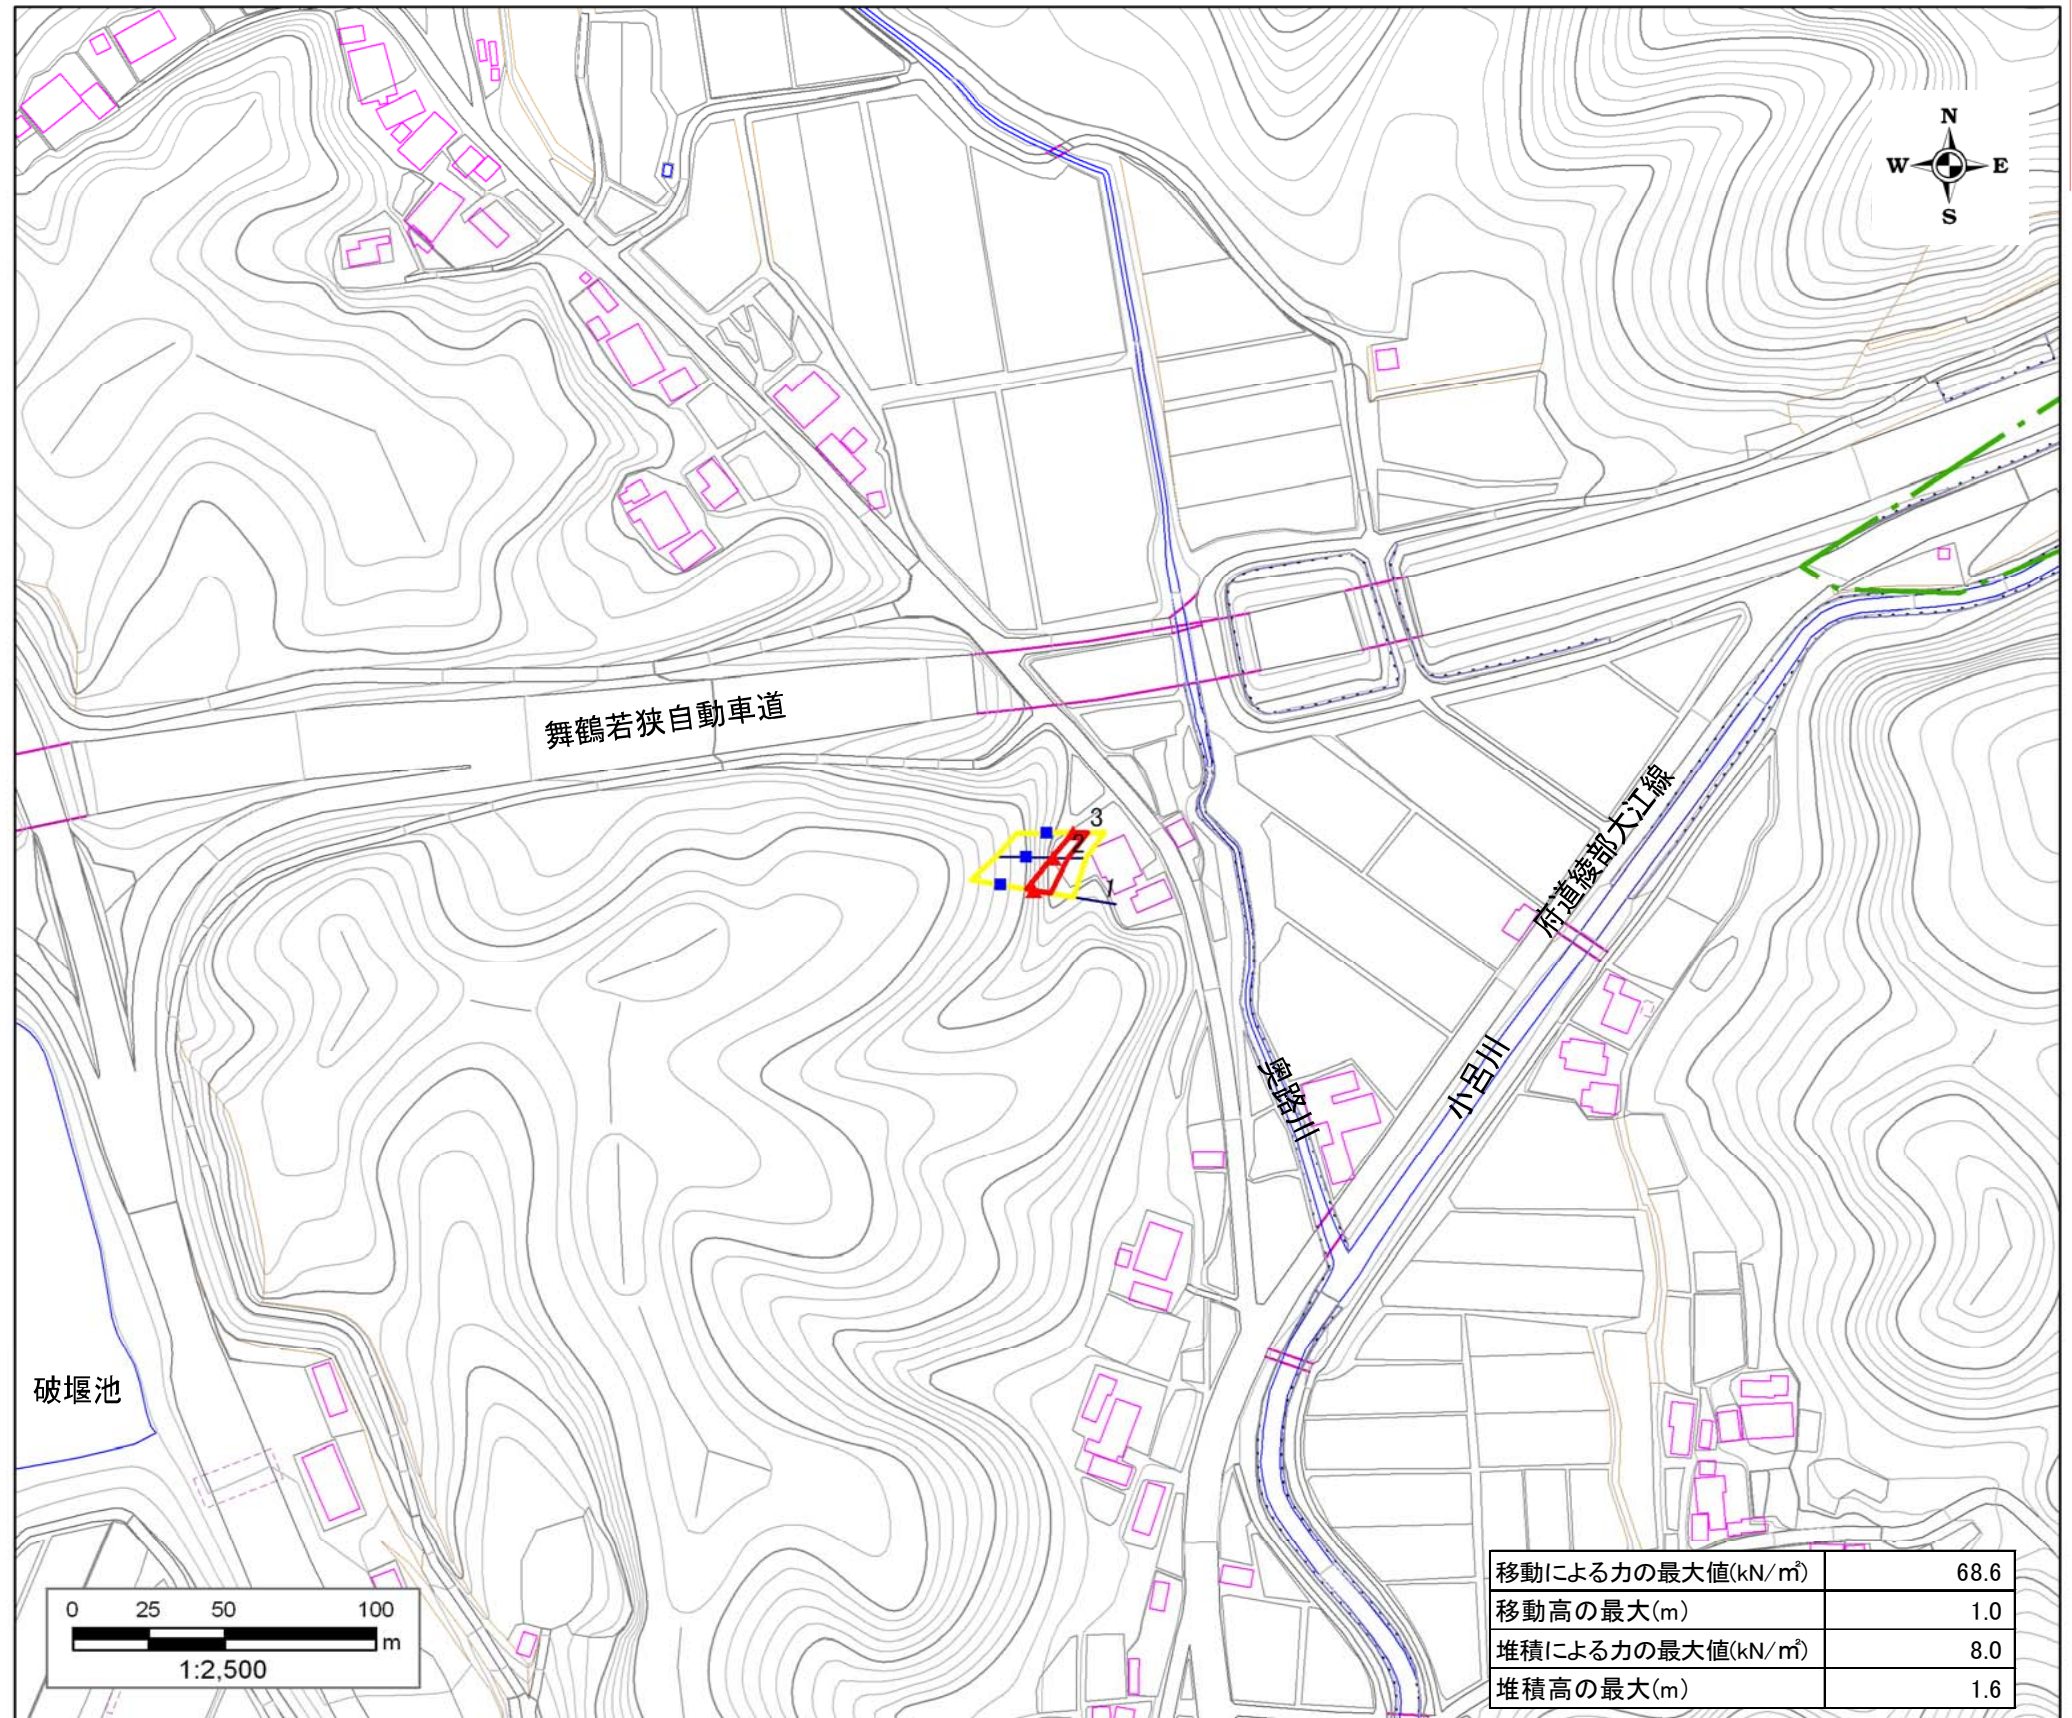 N
W E
S
舞鶴若狭自動車道
3
2
1
府道綾部大江線
小呂川
奥路川
破堰池
0 25 50 100
m
1:2,500
移動による力の最大値(kN/㎡) 68.6
移動高の最大(m) 1.0
堆積による力の最大値(kN/㎡) 8.0
堆積高の最大(m) 1.6